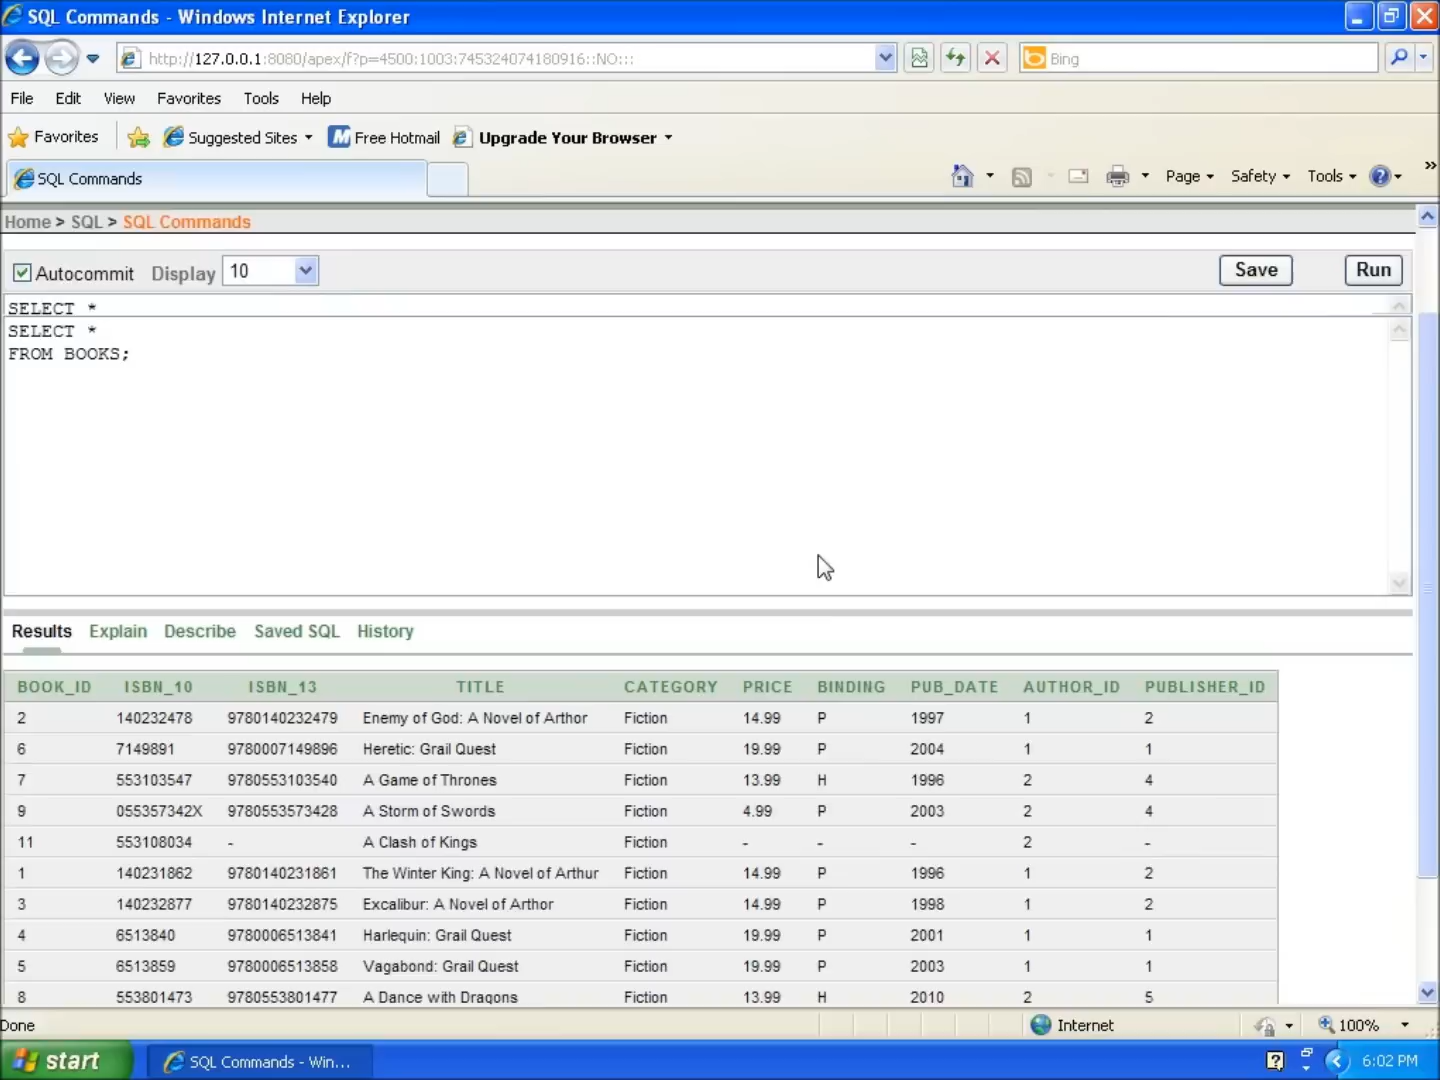 SQL Commands - Windows Internet Explorer
http://127.0.0.1:8080/apex/f?p=4500:1003:745324074180916::NO:::
Bing
File Edit View Favorites Tools Help
Favorites Suggested Sites Free Hotmail Upgrade Your Browser
SQL Commands Page Safety Tools »
Home > SQL > SQL Commands
Autocommit Display 10 Save Run
SELECT *
SELECT *
FROM BOOKS;
Results Explain Describe Saved SQL History
BOOK_ID ISBN_10 ISBN_13 TITLE CATEGORY PRICE BINDING PUB_DATE AUTHOR_ID PUBLISHER_ID
2 140232478 9780140232479 Enemy of God: A Novel of Arthor Fiction 14.99 P 1997 1 2
6 7149891 9780007149896 Heretic: Grail Quest Fiction 19.99 P 2004 1 1
7 553103547 9780553103540 A Game of Thrones Fiction 13.99 H 1996 2 4
9 055357342X 9780553573428 A Storm of Swords Fiction 4.99 P 2003 2 4
11 553108034 - A Clash of Kings Fiction - - - 2 -
1 140231862 9780140231861 The Winter King: A Novel of Arthur Fiction 14.99 P 1996 1 2
3 140232877 9780140232875 Excalibur: A Novel of Arthor Fiction 14.99 P 1998 1 2
4 6513840 9780006513841 Harlequin: Grail Quest Fiction 19.99 P 2001 1 1
5 6513859 9780006513858 Vagabond: Grail Quest Fiction 19.99 P 2003 1 1
8 553801473 9780553801477 A Dance with Dragons Fiction 13.99 H 2010 2 5
Done Internet 100%
start SQL Commands - Win... 6:02 PM